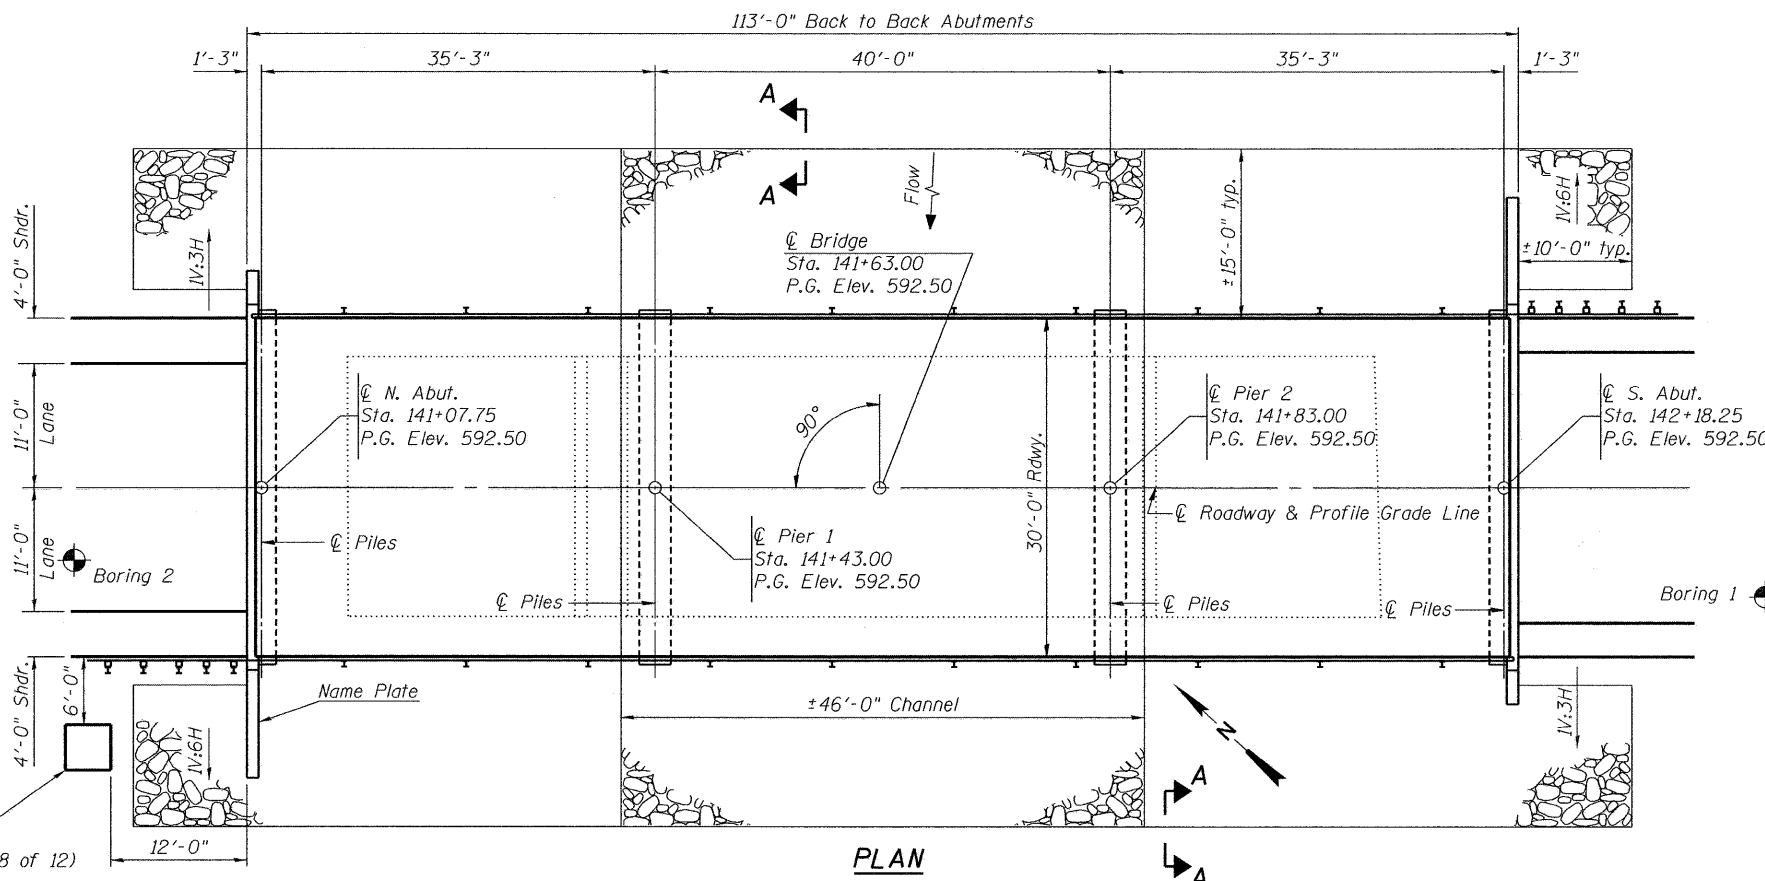 113'-0" Back to Back Abutments
1'-3"
35'-3"
40'-0"
35'-3"
1'-3"
A
A
Flow
±15'-0" typ.
1V:6H
±10'-0" typ.
4'-0" Shdr.
1V:3H
℄ Bridge
Sta. 141+63.00
P.G. Elev. 592.50
11'-0"
Lane
℄ N. Abut.
Sta. 141+07.75
P.G. Elev. 592.50
90°
30'-0" Rdwy.
℄ Pier 2
Sta. 141+83.00
P.G. Elev. 592.50
℄ S. Abut.
Sta. 142+18.25
P.G. Elev. 592.50
℄ Roadway & Profile Grade Line
11'-0"
Lane
Boring 2
℄ Piles
℄ Pier 1
Sta. 141+43.00
P.G. Elev. 592.50
℄ Piles
℄ Piles
℄ Piles
Boring 1
4'-0" Shdr.
6'-0"
Name Plate
±46'-0" Channel
N
1V:6H
1V:3H
A
A
12'-0"
8 of 12)
PLAN